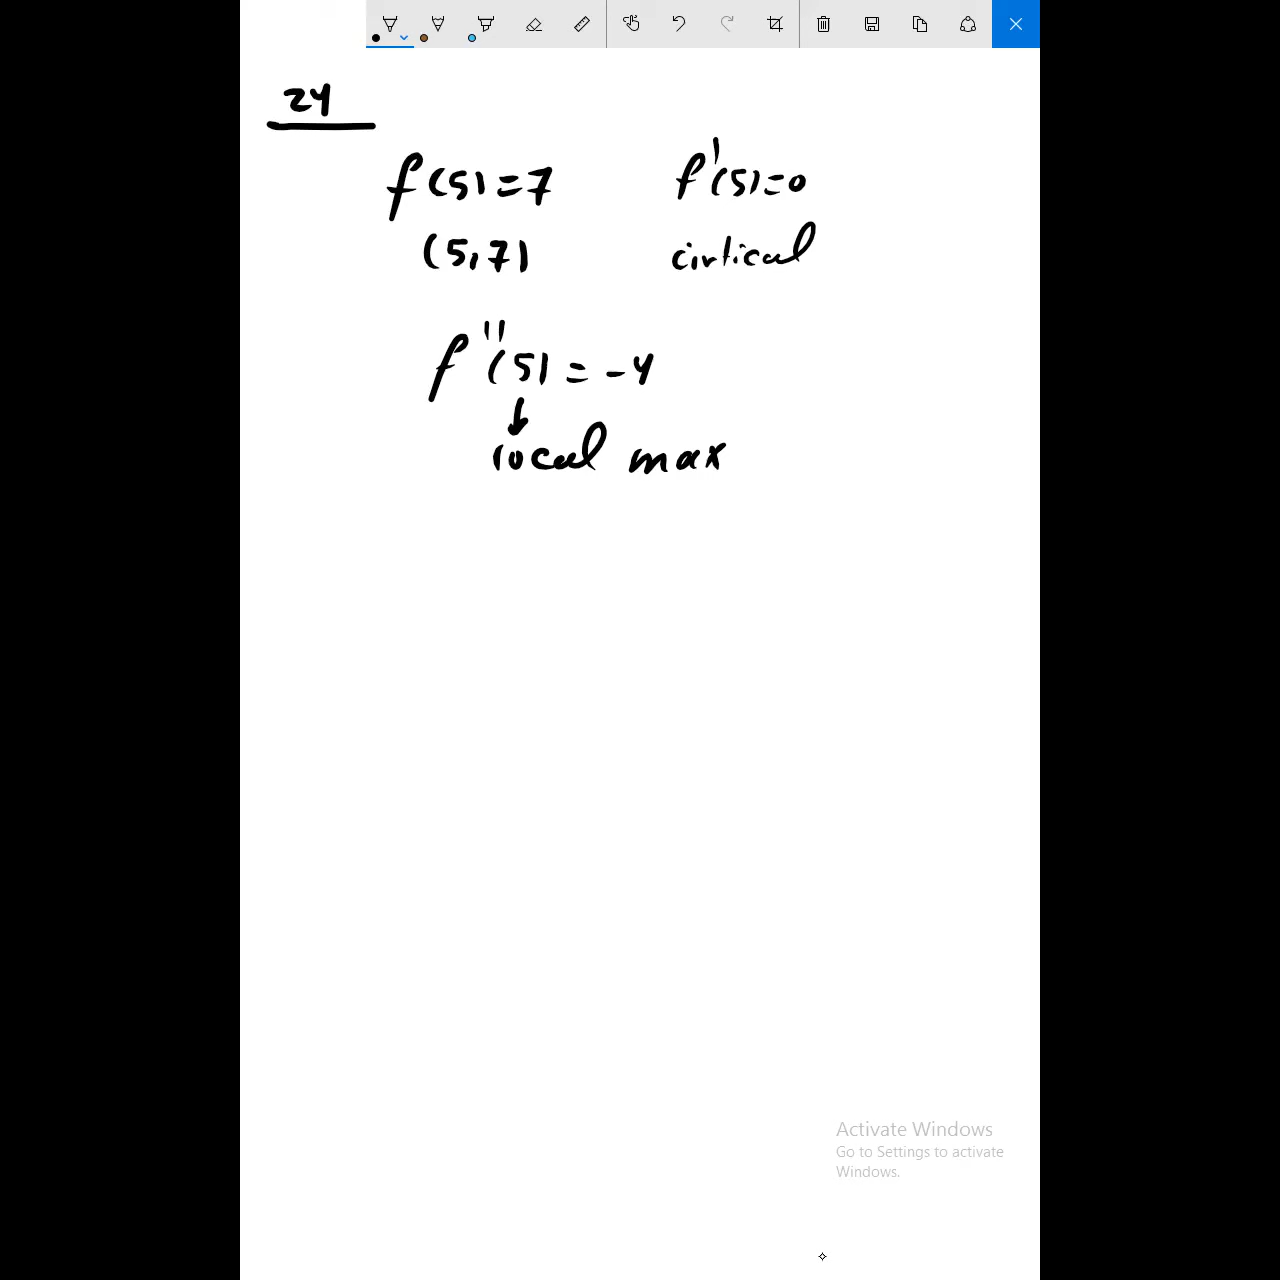 24
f(5)=7 f'(5)=0
(5,7) cirtical
f''(5) = -4
local max
Activate Windows
Go to Settings to activate
Windows.